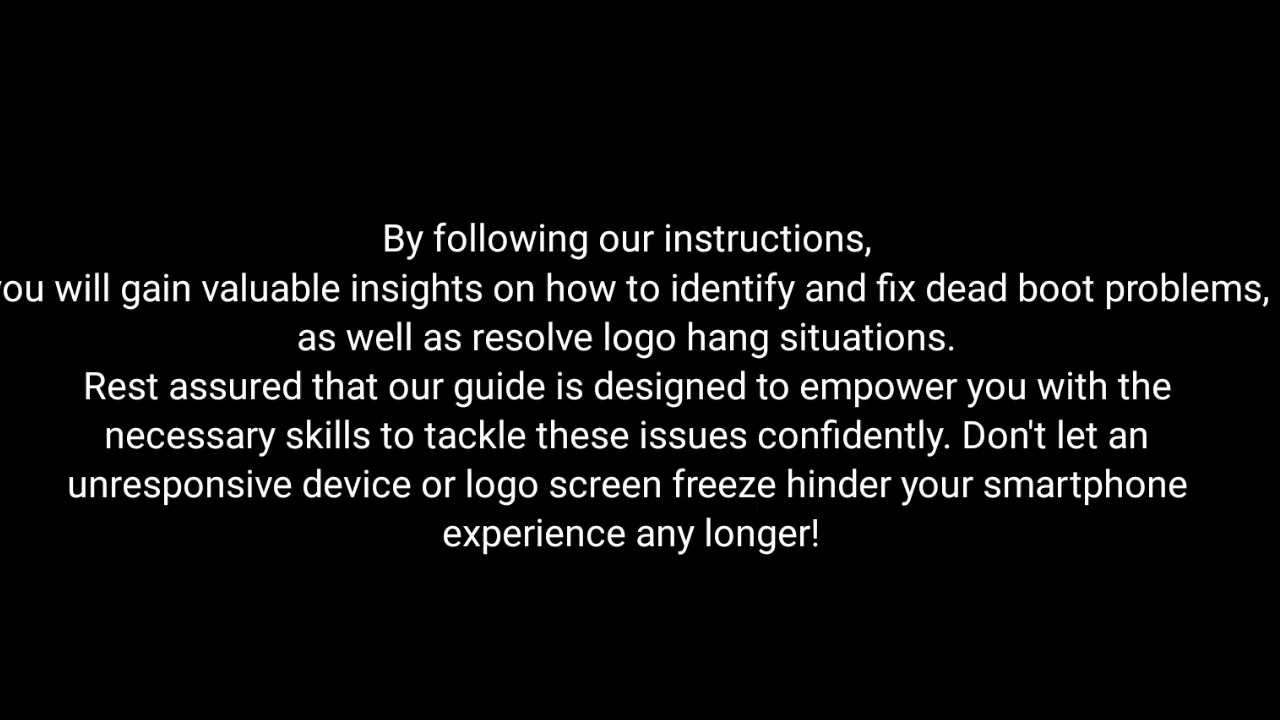 By following our instructions,
you will gain valuable insights on how to identify and fix dead boot problems,
as well as resolve logo hang situations.
Rest assured that our guide is designed to empower you with the
necessary skills to tackle these issues confidently. Don't let an
unresponsive device or logo screen freeze hinder your smartphone
experience any longer!